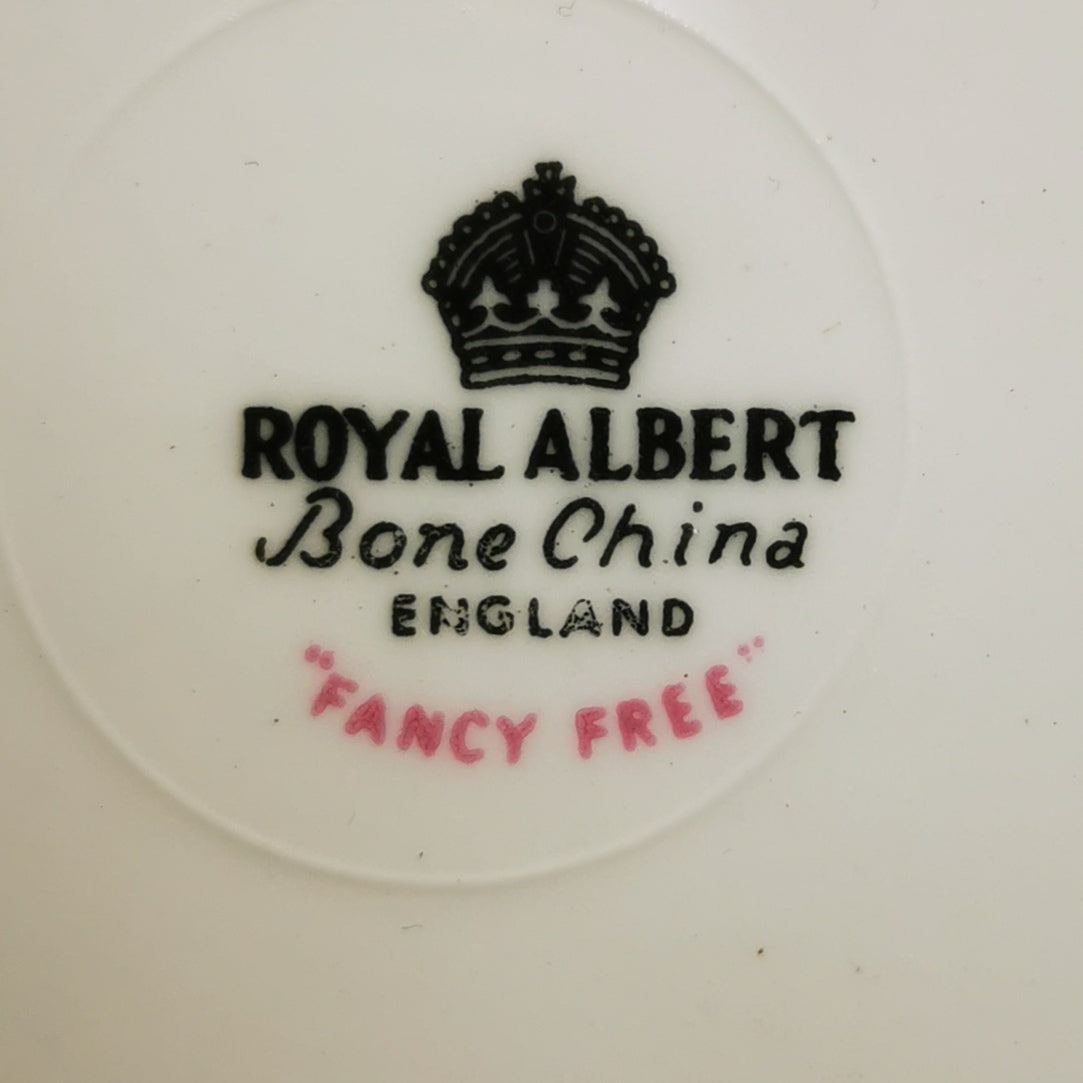 ROYAL ALBERT
Bone China
ENGLAND
"FANCY FREE"